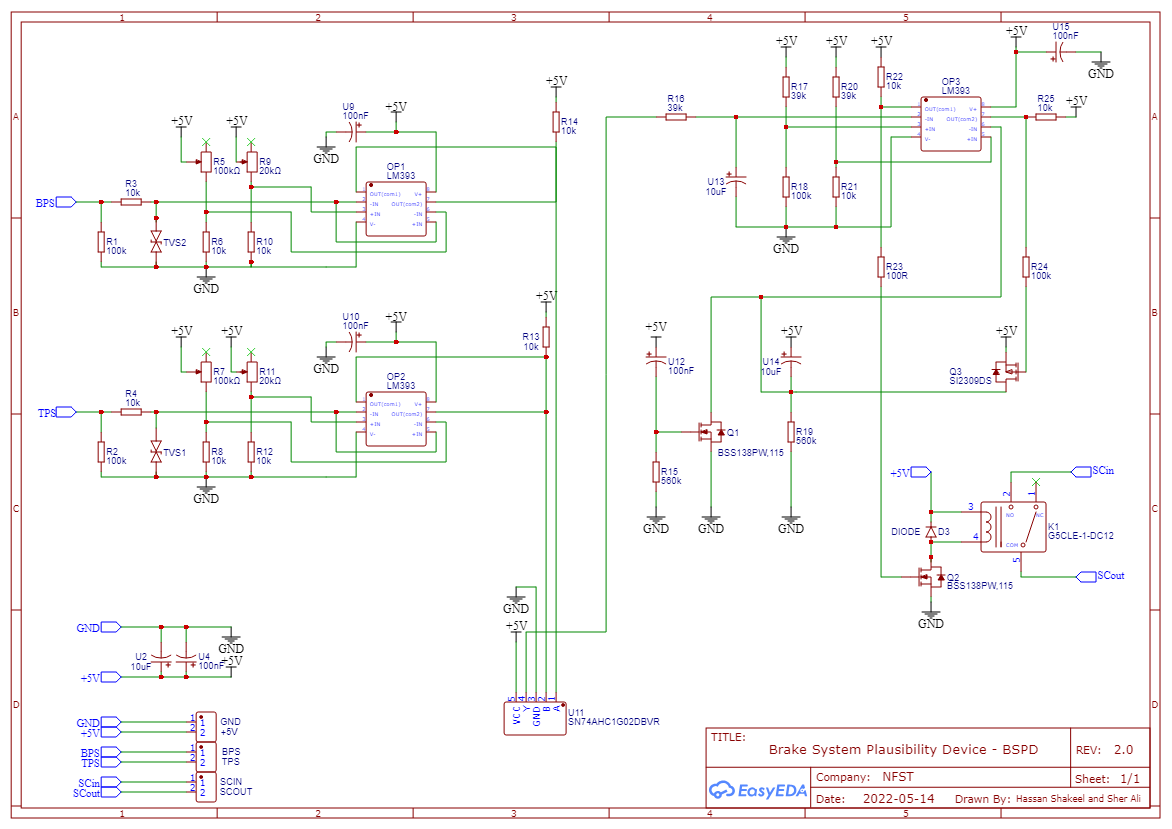 1 2 3 4 5
A
B
C
D
A
B
C
D
1 2 3 4 5
+5V
+5V
R5
100kΩ
R9
20kΩ
U9
100nF
+5V
GND
OP1
LM393
OUT(com1) V+
-IN OUT(com2)
+IN -IN
V- +IN
BPS
R3
10k
R1
100k
TVS2
R6
10k
R10
10k
GND
+5V
R14
10k
+5V
+5V
R7
100kΩ
R11
20kΩ
U10
100nF
+5V
GND
OP2
LM393
OUT(com1) V+
-IN OUT(com2)
+IN -IN
V- +IN
TPS
R4
10k
R2
100k
TVS1
R8
10k
R12
10k
GND
+5V
R13
10k
R16
39k
+5V
R17
39k
+5V
R20
39k
+5V
R22
10k
OP3
LM393
OUT(com1) V+
-IN OUT(com2)
+IN -IN
V- +IN
+5V
U15
100nF
GND
R25
10k
+5V
U13
10uF
R18
100k
R21
10k
GND
R23
100R
R24
100k
+5V
U12
100nF
R15
560k
GND
Q1
BSS138PW,115
GND
+5V
U14
10uF
R19
560k
GND
+5V
Q3
SI2309DS
+5V
DIODE D3
3
4
2
1
5
NO
NC
COM
K1
G5CLE-1-DC12
SCin
SCout
Q2
BSS138PW,115
GND
GND
+5V
5 4 3 2 1
VCC Y GND B A
U11
SN74AHC1G02DBVR
GND
+5V
U2
10uF
U4
100nF
GND
+5V
GND
+5V
1 1 GND
2 2 +5V
BPS
TPS
1 1 BPS
2 2 TPS
SCin
SCout
1 1 SCIN
2 2 SCOUT
TITLE:
Brake System Plausibility Device - BSPD
REV: 2.0
EasyEDA
Company: NFST
Sheet: 1/1
Date: 2022-05-14
Drawn By: Hassan Shakeel and Sher Ali